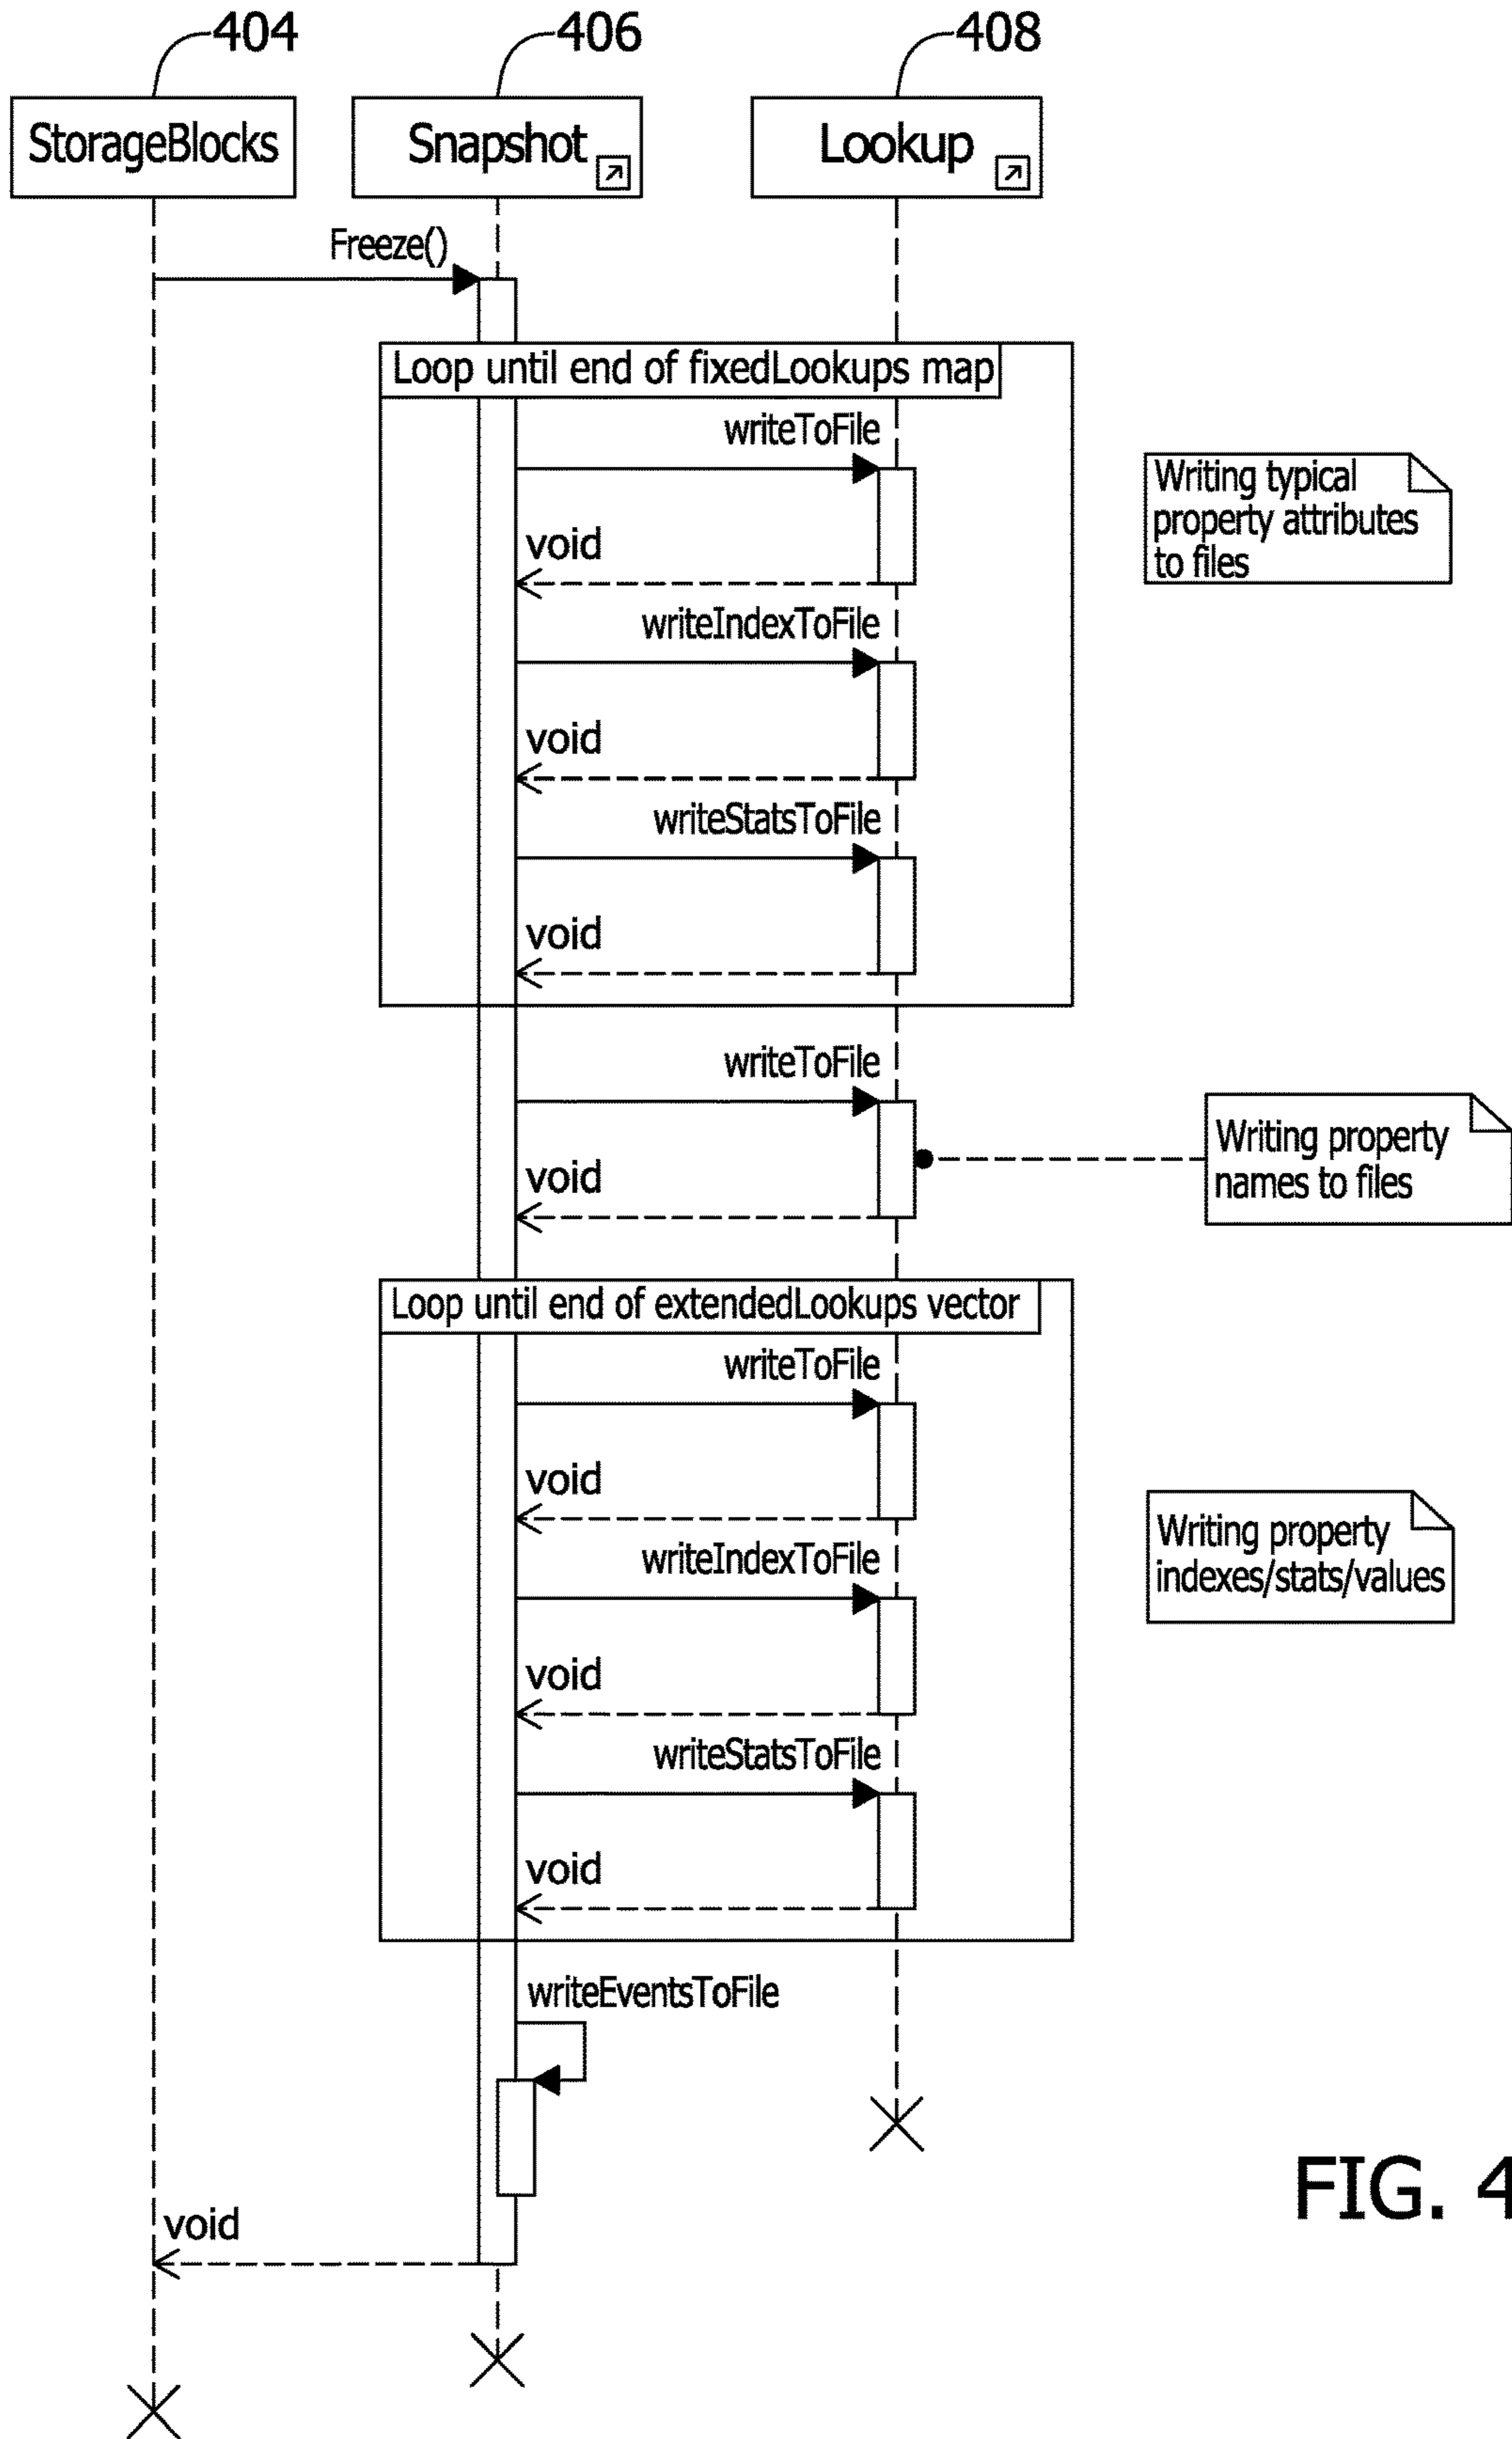 404
406
408
StorageBlocks
Snapshot
Lookup
Freeze()
Loop until end of fixedLookups map
writeToFile
Writing typical
property attributes
to files
void
writeIndexToFile
void
writeStatsToFile
void
writeToFile
Writing property
names to files
void
Loop until end of extendedLookups vector
writeToFile
void
Writing property
indexes/stats/values
writeIndexToFile
void
writeStatsToFile
void
writeEventsToFile
FIG. 4
void